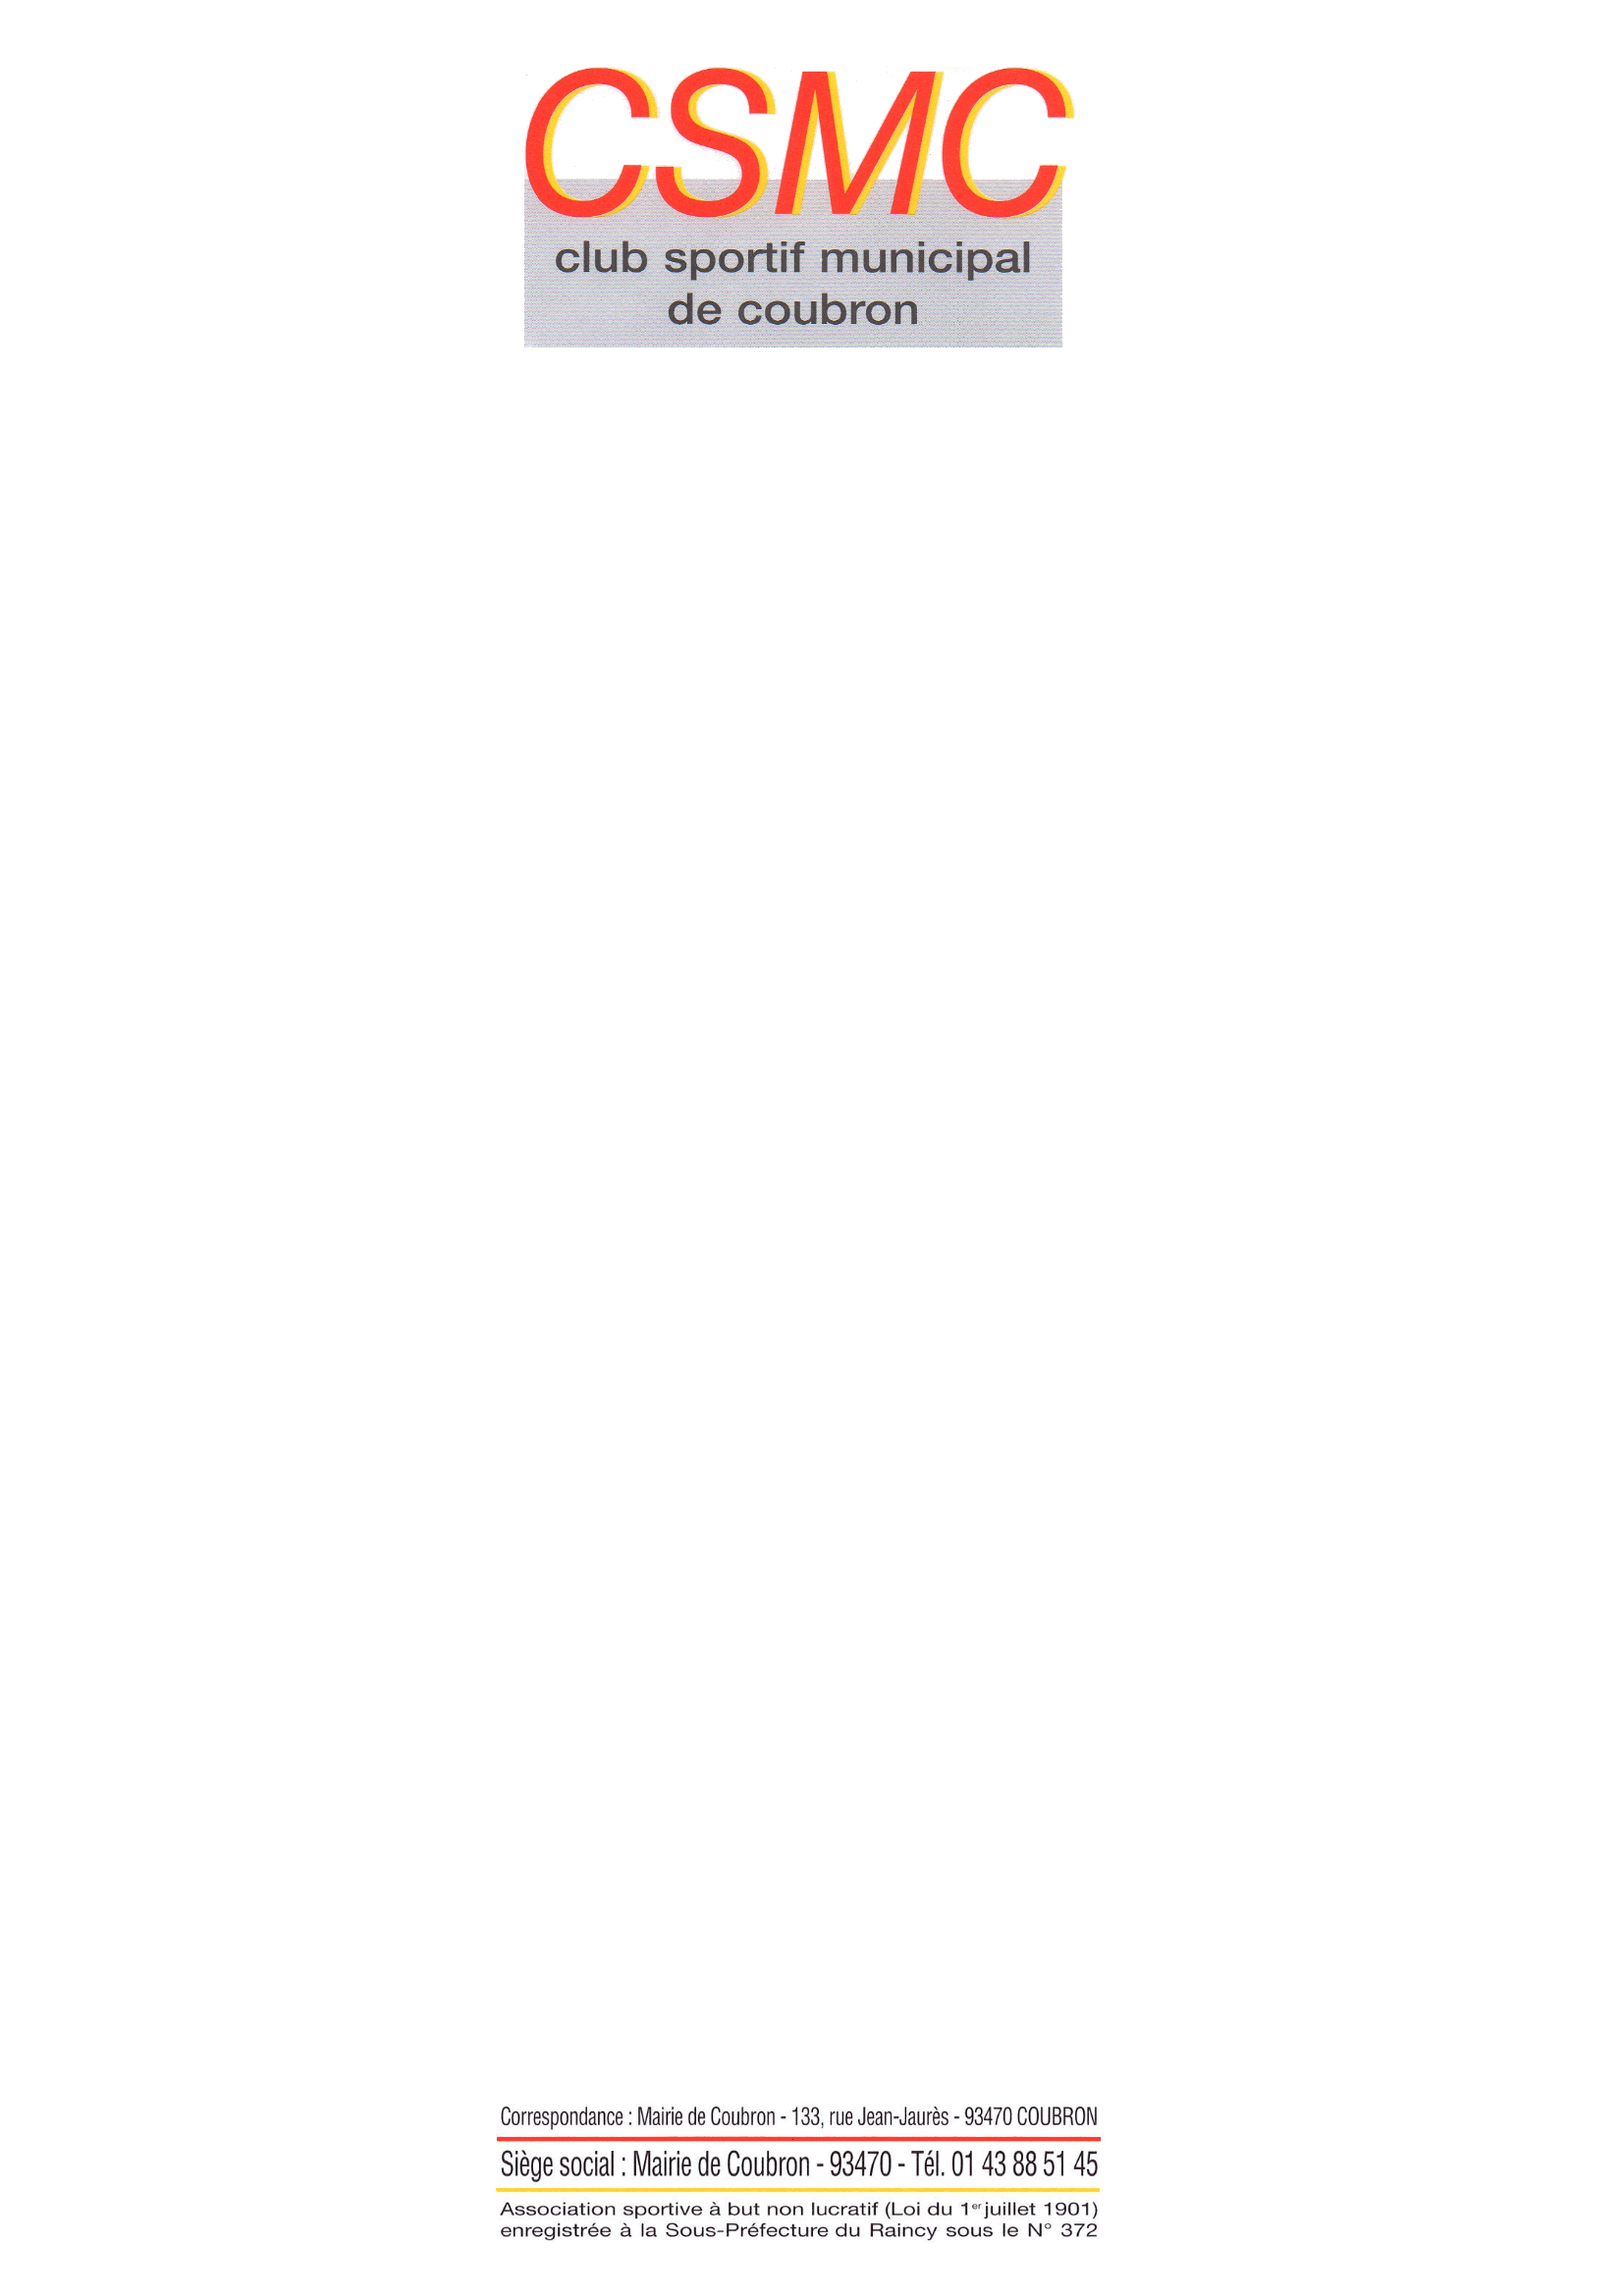 CSMC
club sportif municipal
de coubron
Correspondance : Mairie de Coubron - 133, rue Jean-Jaurès - 93470 COUBRON
Siège social : Mairie de Coubron - 93470 - Tél. 01 43 88 51 45
Association sportive à but non lucratif (Loi du 1er juillet 1901)
enregistrée à la Sous-Préfecture du Raincy sous le N° 372